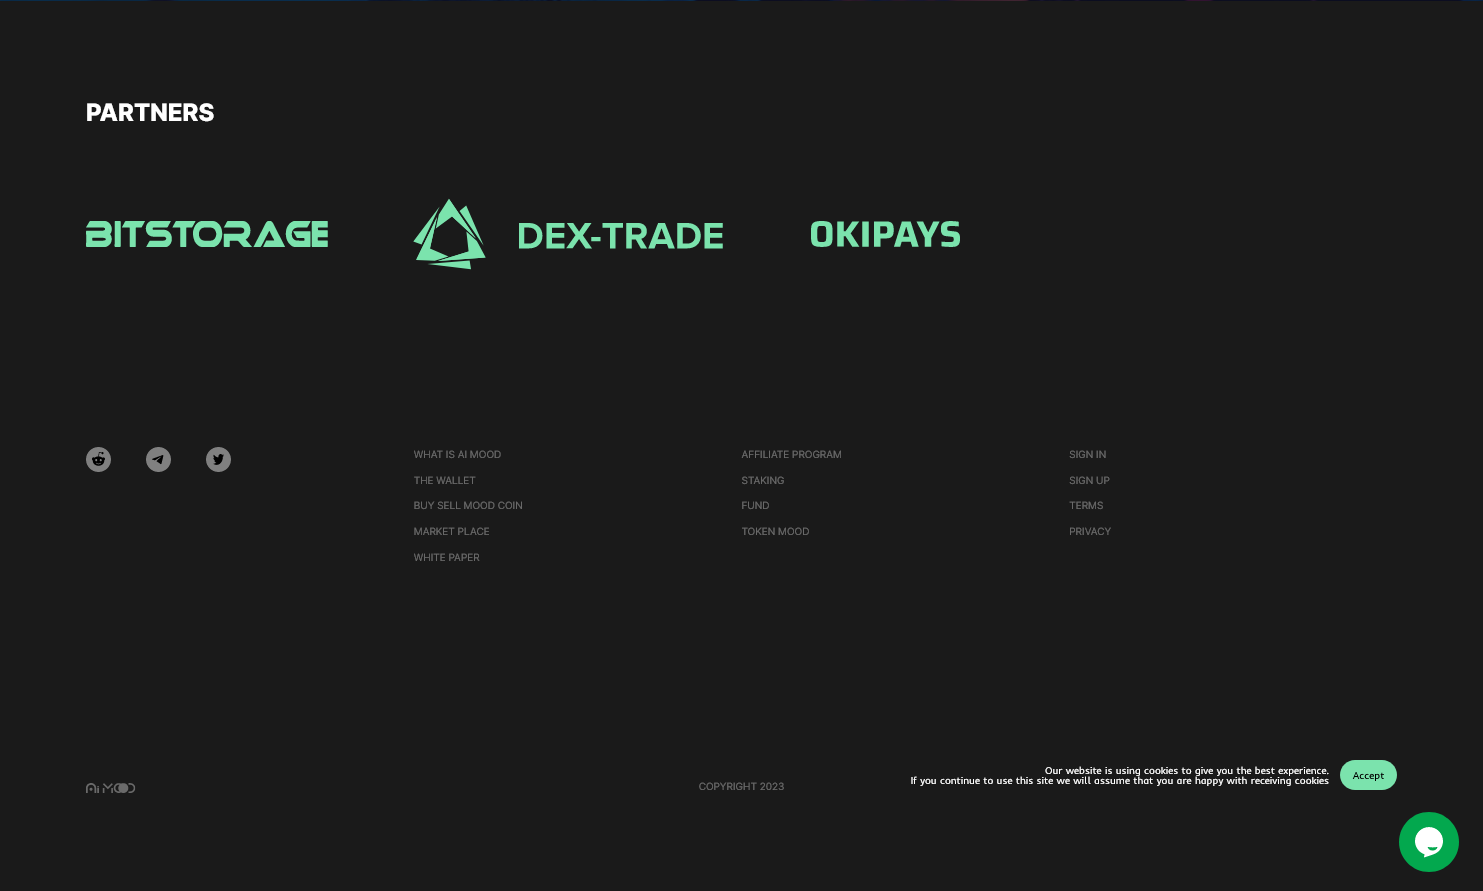 PARTNERS
BITSTORAGE
DEX-TRADE
OKIPAYS
WHAT IS AI MOOD
THE WALLET
BUY SELL MOOD COIN
MARKET PLACE
WHITE PAPER
AFFILIATE PROGRAM
STAKING
FUND
TOKEN MOOD
SIGN IN
SIGN UP
TERMS
PRIVACY
Ai MOOD
COPYRIGHT 2023
Our website is using cookies to give you the best experience.
If you continue to use this site we will assume that you are happy with receiving cookies
Accept